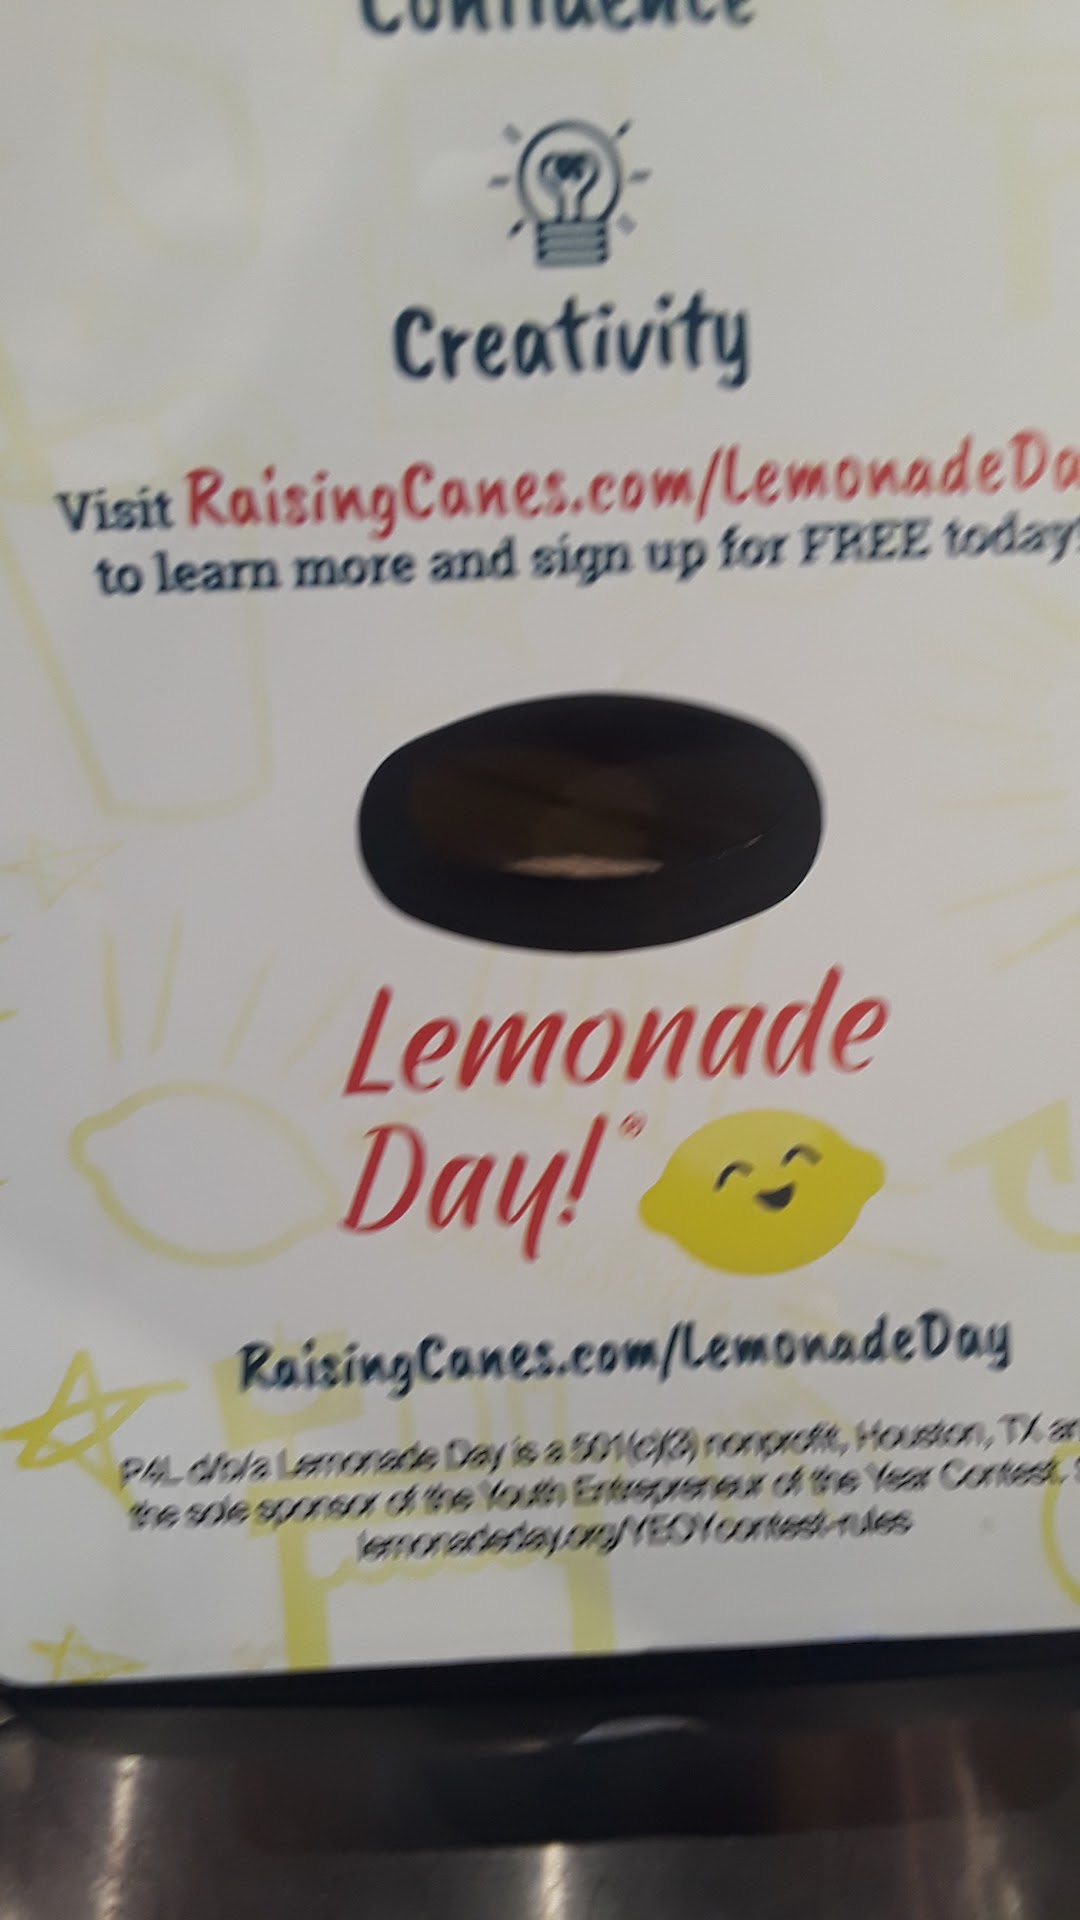 Confidence
Creativity
Visit RaisingCanes.com/LemonadeDa
to learn more and sign up for FREE today!
Lemonade
Day!®
RaisingCanes.com/LemonadeDay
P4L d/b/a Lemonade Day is a 501(c)(3) nonprofit, Houston, TX an
the sole sponsor of the Youth Entrepreneur of the Year Contest.
lemonadeday.org/YEOYcontest-rules